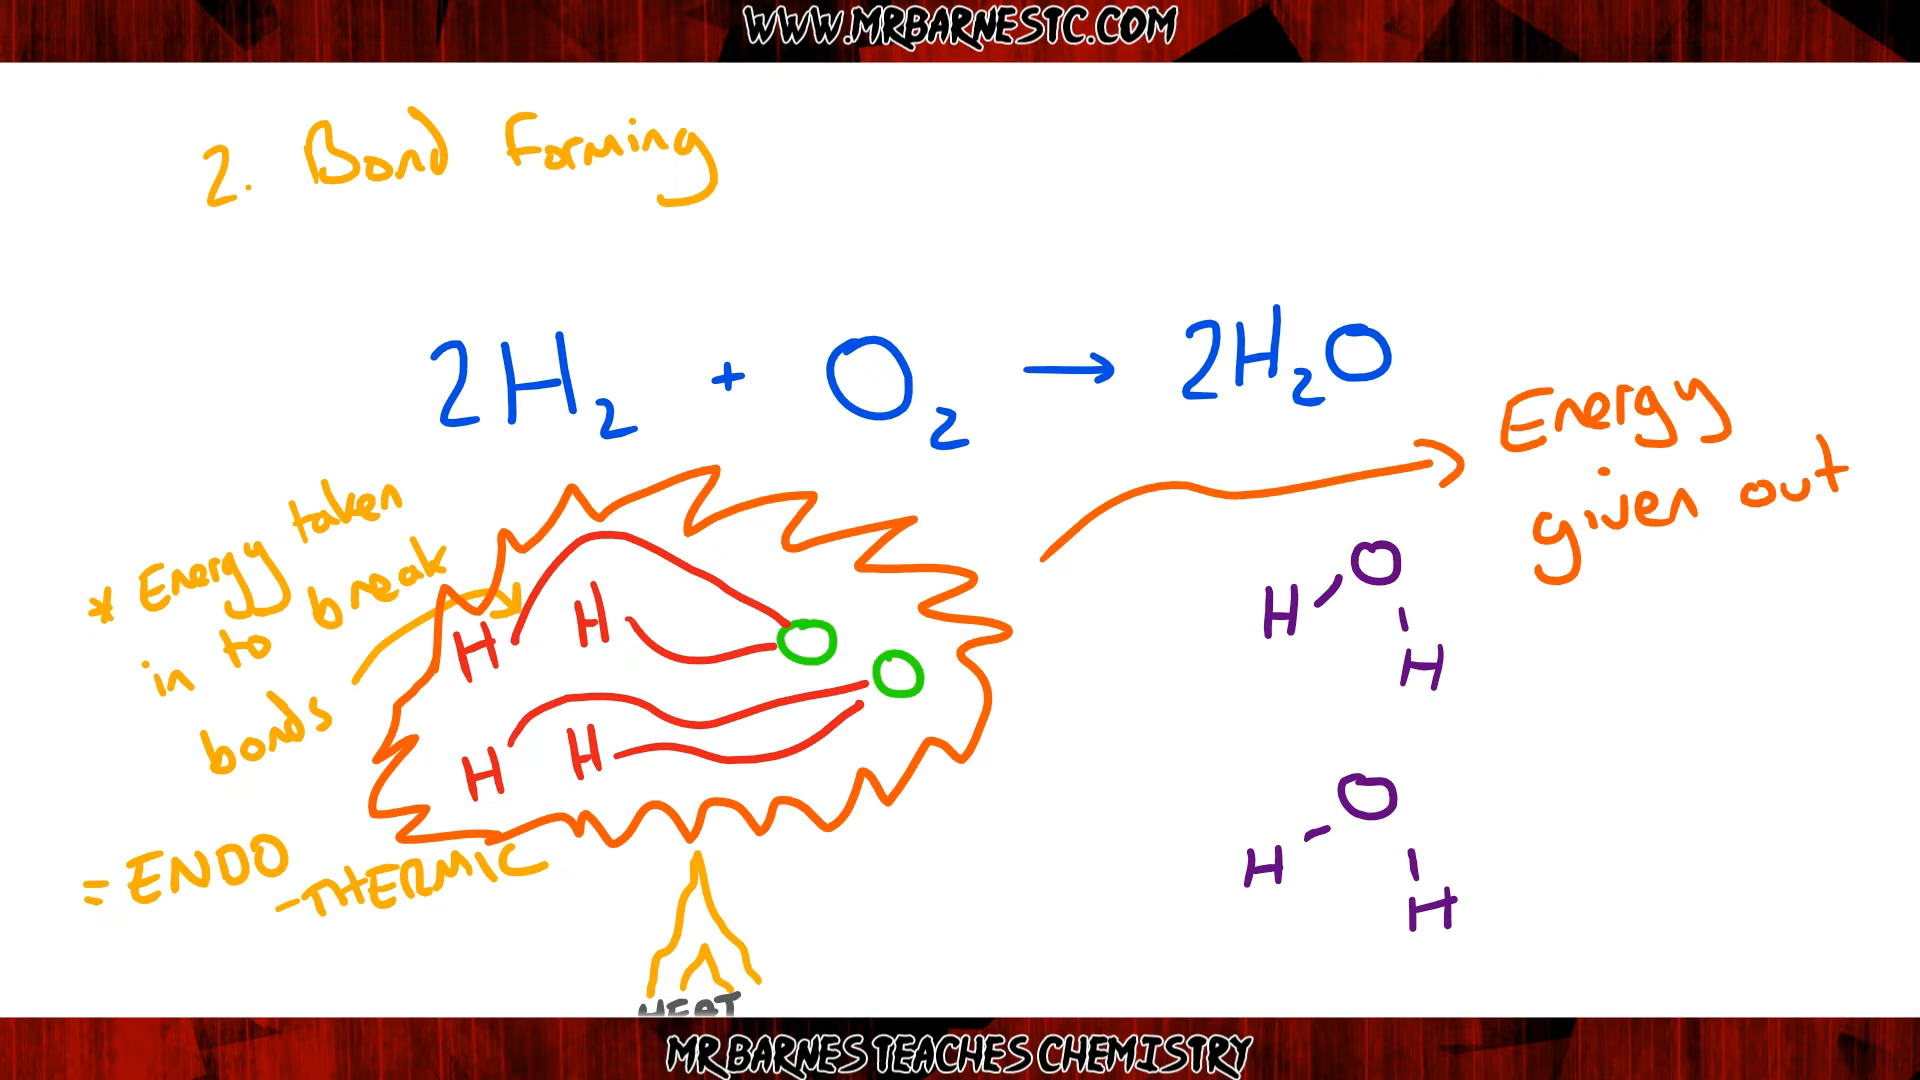 WWW.MRBARNESTC.COM
2. Bond Forming
2H2 + O2 → 2H2O
Energy
given out
* Energy taken
in to break
bonds
= ENDO
-THERMIC
H H O
O
H H
H O
H
O
H
H
HEAT
MR BARNES TEACHES CHEMISTRY